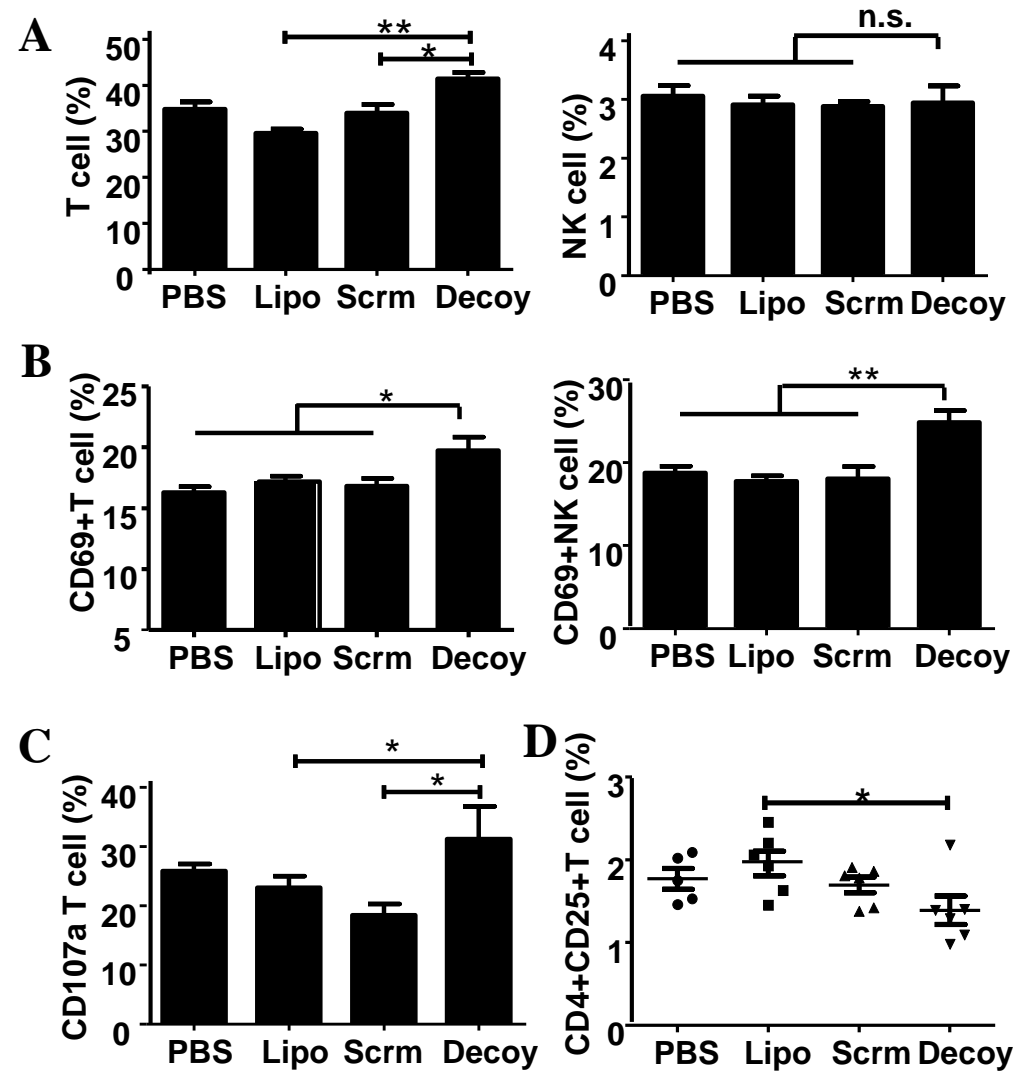 A
T cell (%)
50
40
30
20
10
0
**
*
PBS Lipo Scrm Decoy
NK cell (%)
4
3
2
1
0
n.s.
PBS Lipo Scrm Decoy
B
CD69+T cell (%)
25
20
15
10
5
*
PBS Lipo Scrm Decoy
CD69+NK cell (%)
30
20
10
0
**
PBS Lipo Scrm Decoy
C
CD107a T cell (%)
40
30
20
10
0
*
*
PBS Lipo Scrm Decoy
D
CD4+CD25+T cell (%)
3
2
1
0
*
PBS Lipo Scrm Decoy